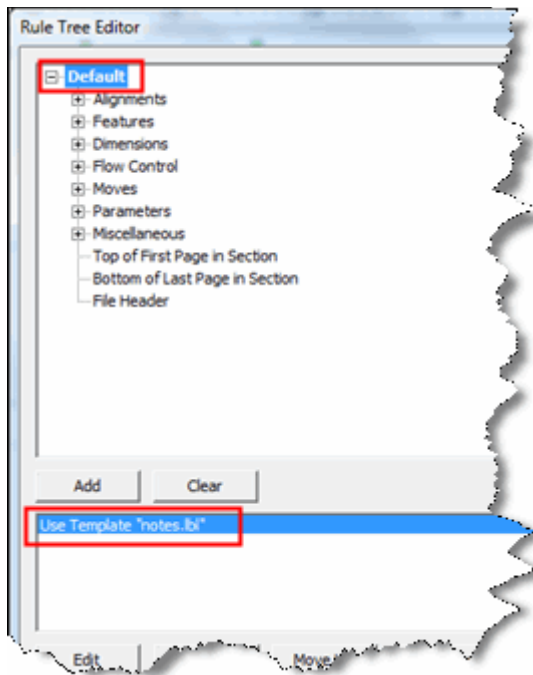 Rule Tree Editor
Default
Alignments
Features
Dimensions
Flow Control
Moves
Parameters
Miscellaneous
Top of First Page in Section
Bottom of Last Page in Section
File Header
Add Clear
Use Template "notes.lbl"
Edit Move